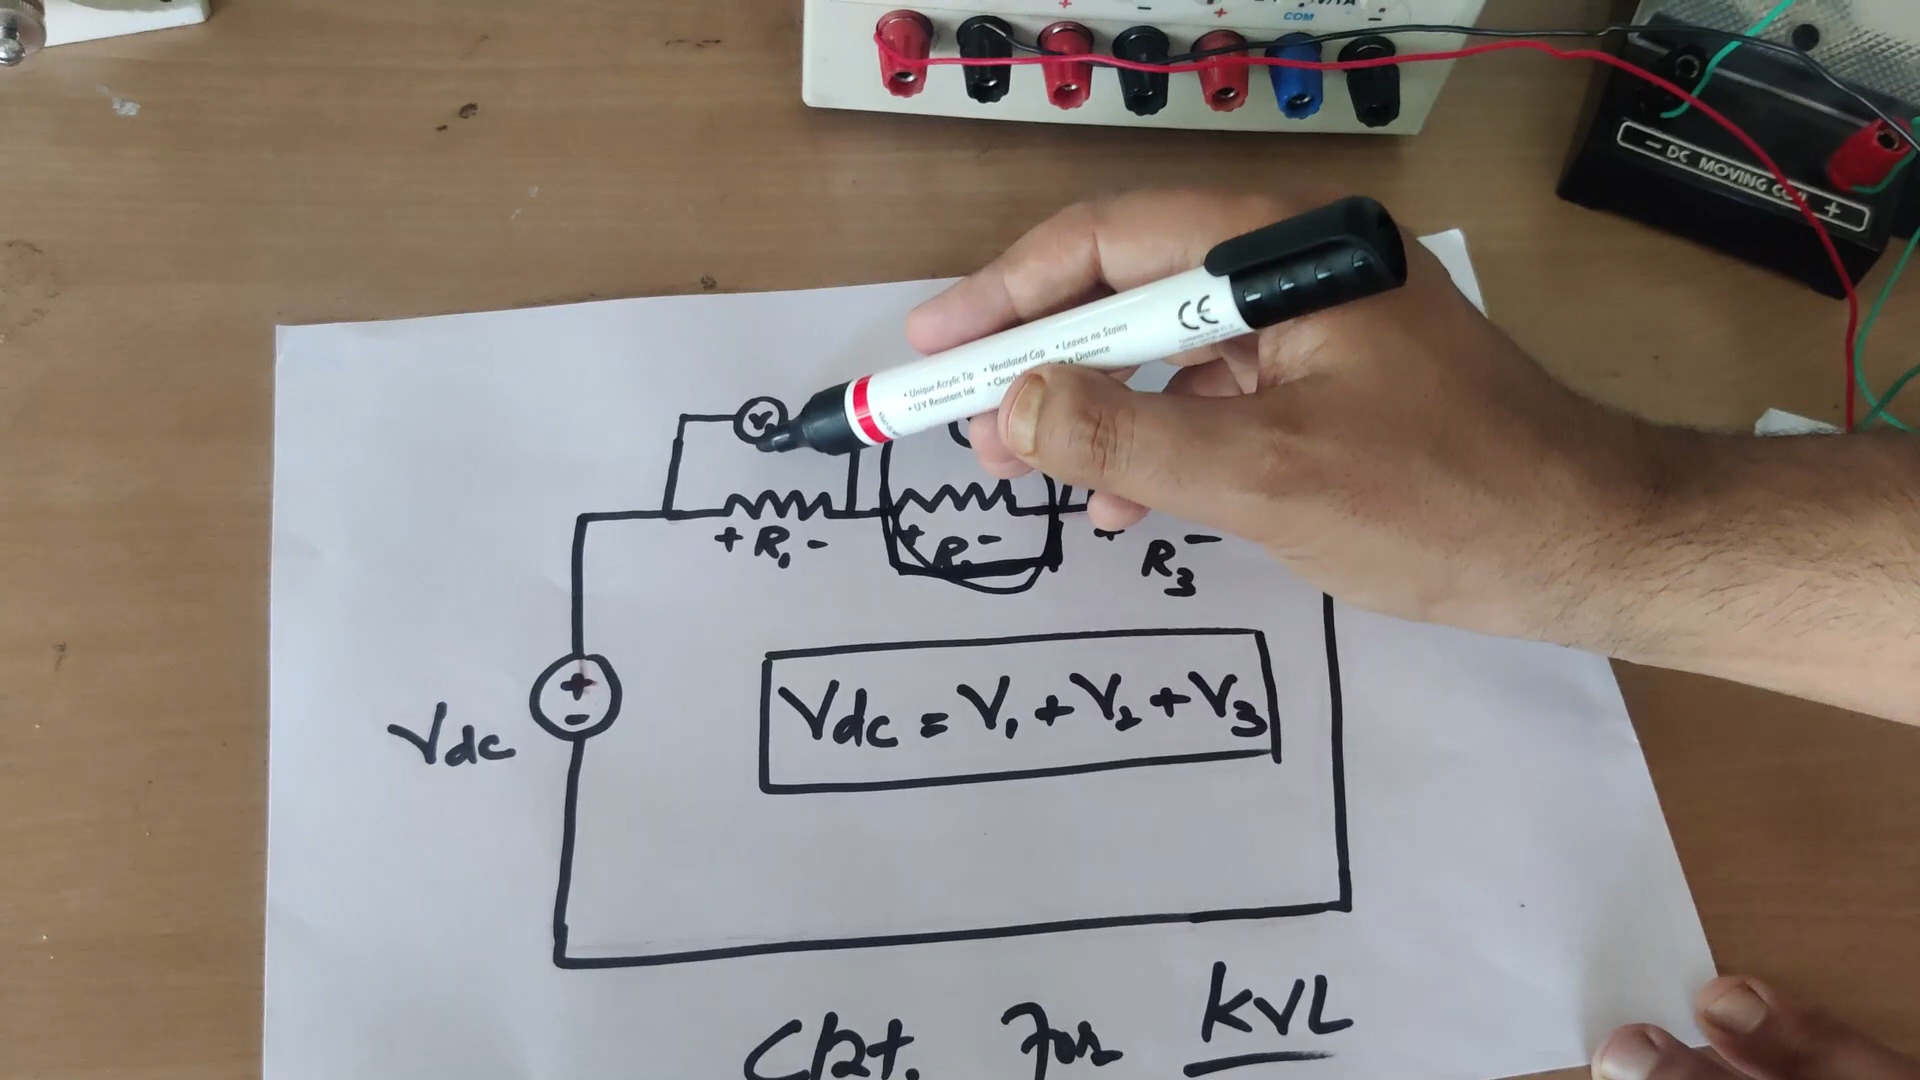 + - + COM -
- DC MOVING COIL +
CE
• Unique Acrylic Tip • Ventilated Cap • Leaves no Stains
• U.V Resistant Ink
V
+ R₁ - + R - + R₃ -
+
-
Vdc
Vdc = V₁ + V₂ + V₃
Ckt. For KVL